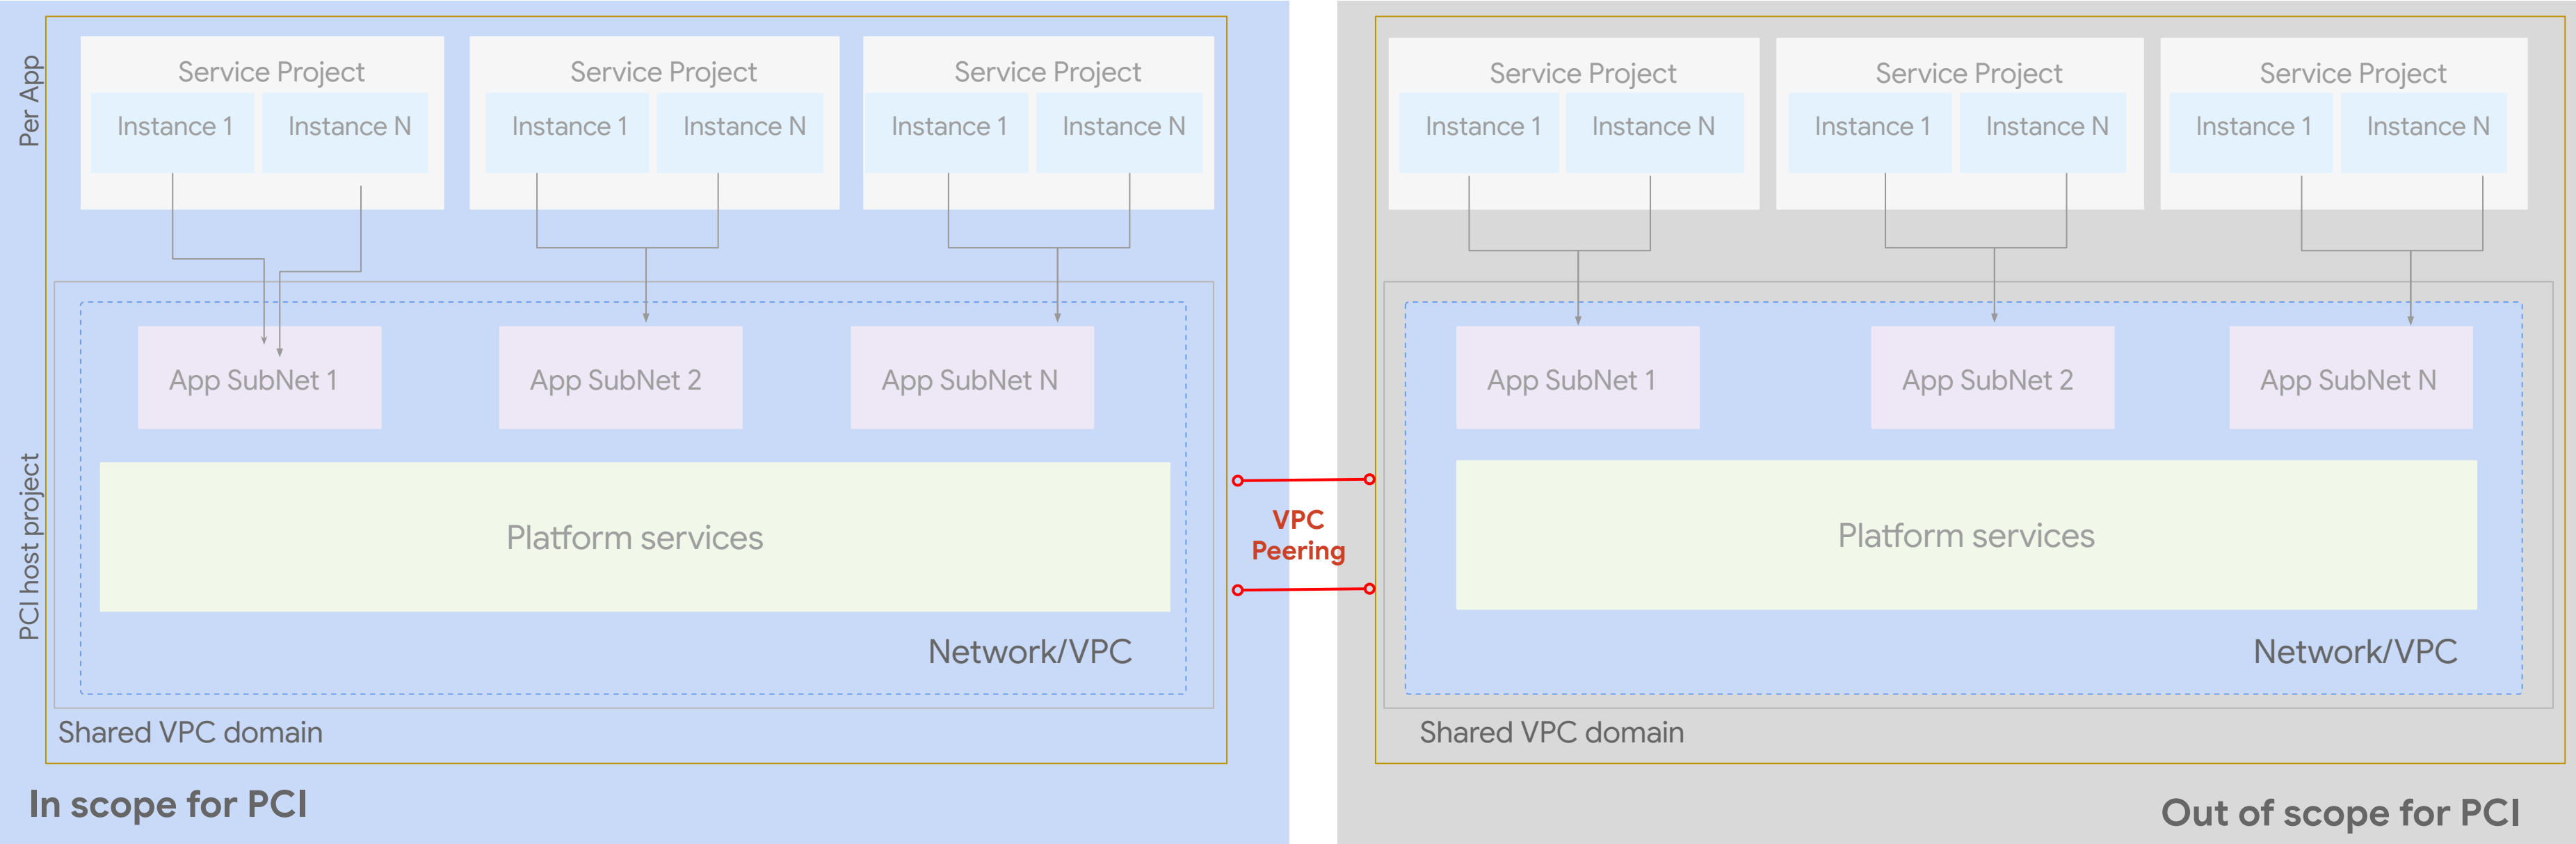 Per App
Service Project
Instance 1
Instance N
Service Project
Instance 1
Instance N
Service Project
Instance 1
Instance N
PCI host project
App SubNet 1
App SubNet 2
App SubNet N
Platform services
Network/VPC
Shared VPC domain
In scope for PCI
VPC
Peering
Service Project
Instance 1
Instance N
Service Project
Instance 1
Instance N
Service Project
Instance 1
Instance N
App SubNet 1
App SubNet 2
App SubNet N
Platform services
Network/VPC
Shared VPC domain
Out of scope for PCI